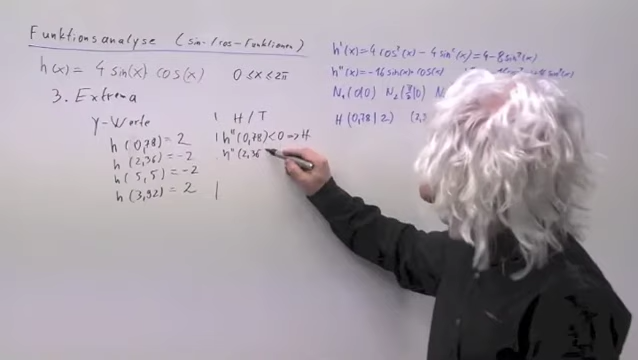 Funktionsanalyse (sin-/cos-Funktionen)
h(x) = 4 sin(x) cos(x) 0 ≤ x ≤ 2π
3. Extrema
y-Werte
h(0,78) = 2
h(2,36) = -2
h(5,5) = -2
h(3,92) = 2
H/T
h''(0,78) < 0 => H
h''(2,36
h'(x) = 4cos²(x) - 4sin²(x) = 4 - 8sin²(x)
h''(x) = -16 sin(x)·cos(x)
N₁(0|0) N₂(π/2|0)
H(0,78|2) (2,